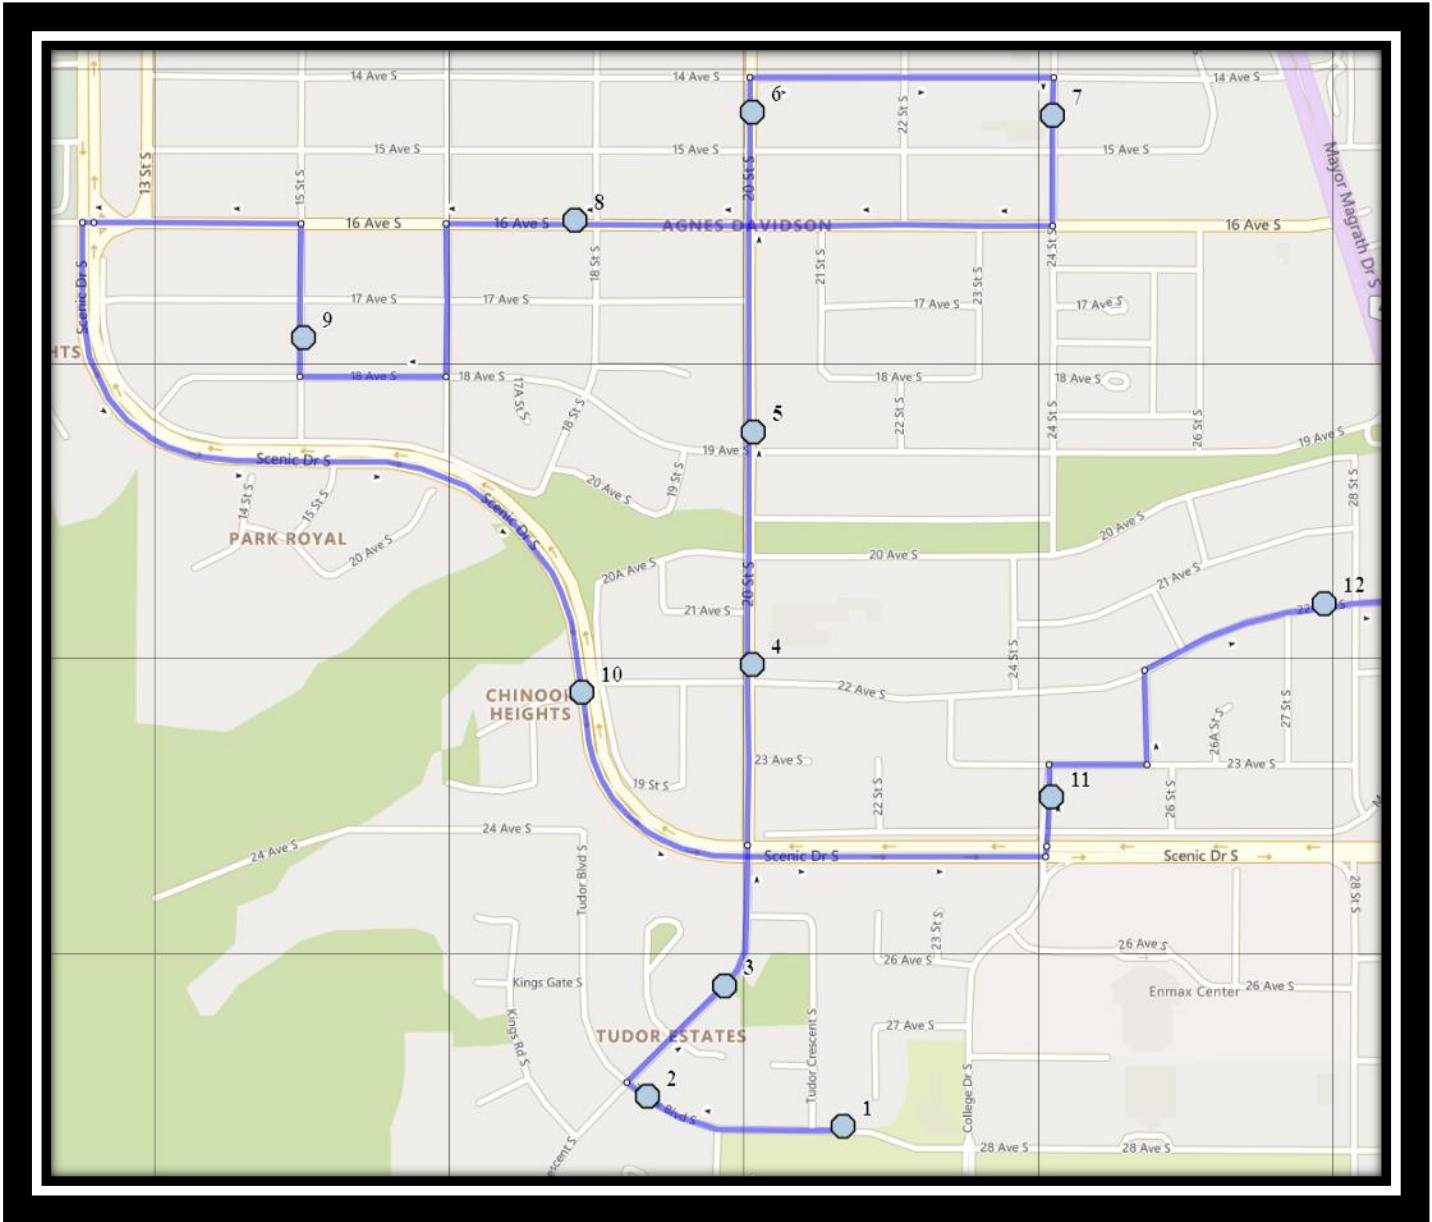 14 Ave S
14 Ave S
14 Ave S
6
7
22 St S
15 Ave S
15 Ave S
15 Ave S
13 St S
15 St S
20 St S
Mayor Magrath Dr S
8
16 Ave S
16 Ave S
AGNES DAVIDSON
16 Ave S
18 St S
21 St S
23 St S
24 St S
Scenic Dr S
17 Ave S
17 Ave S
17 Ave S
17 Ave S
9
18 Ave S
18 Ave S
18 Ave S
18 Ave S
17A St S
18 St S
5
22 St S
24 St S
26 St S
19 Ave S
19 Ave S
Scenic Dr S
14 St S
15 St S
20 Ave S
19 St S
28 St S
Scenic Dr S
PARK ROYAL
20 Ave S
20 Ave S
20 Ave S
20A Ave S
21 Ave S
20 St S
21 Ave S
12
4
24 St S
10
CHINOOK
HEIGHTS
22 Ave S
27 St S
26A St S
23 Ave S
23 Ave S
19 St S
22 St S
11
26 St S
24 Ave S
24 Ave S
Scenic Dr S
Scenic Dr S
Tudor Blvd S
28 St S
23 St S
26 Ave S
26 Ave S
3
Kings Gate S
Enmax Center
26 Ave S
Kings Rd S
TUDOR ESTATES
27 Ave S
Tudor Crescent S
College Dr S
2
Blvd S
1
28 Ave S
28 Ave S